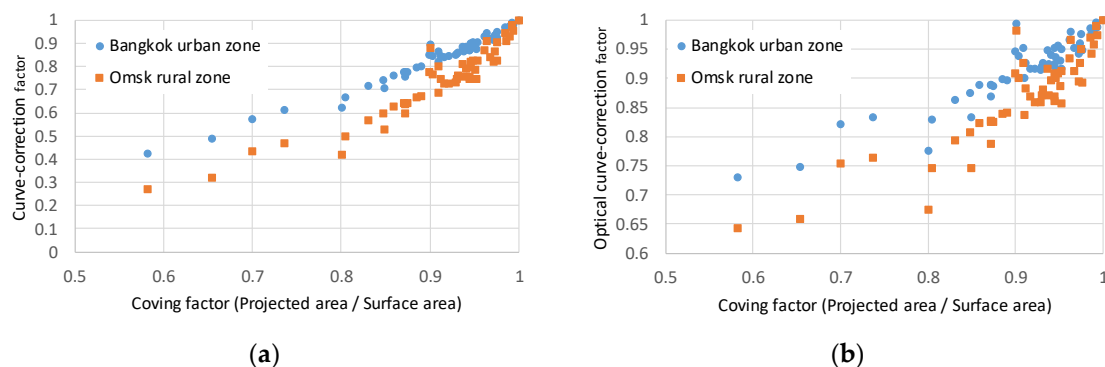 Curve-correction factor
1
0.9
0.8
0.7
0.6
0.5
0.4
0.3
0.2
0.1
0
Bangkok urban zone
Omsk rural zone
0.5 0.6 0.7 0.8 0.9 1
Coving factor (Projected area / Surface area)
(a)
Optical curve-correction factor
1
0.95
0.9
0.85
0.8
0.75
0.7
0.65
0.6
Bangkok urban zone
Omsk rural zone
0.5 0.6 0.7 0.8 0.9 1
Coving factor (Projected area / Surface area)
(b)